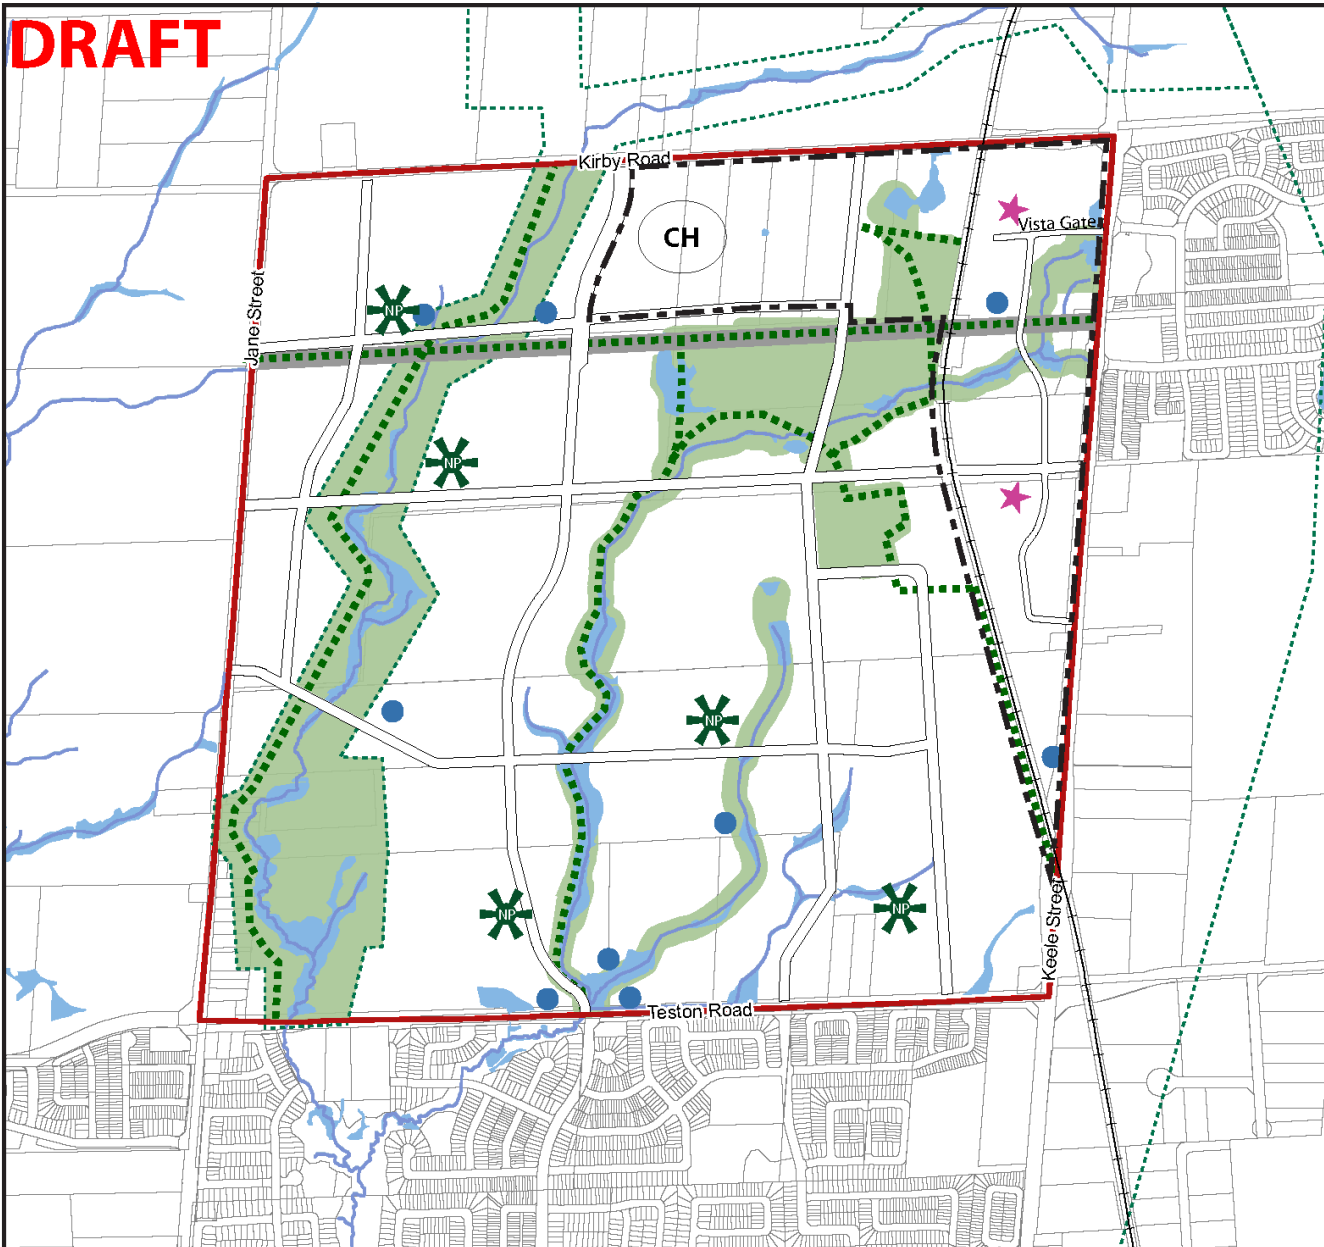 DRAFT
Kirby Road
Vista Gate
CH
Jane Street
NP
NP
NP
NP
NP
Keele Street
Teston Road